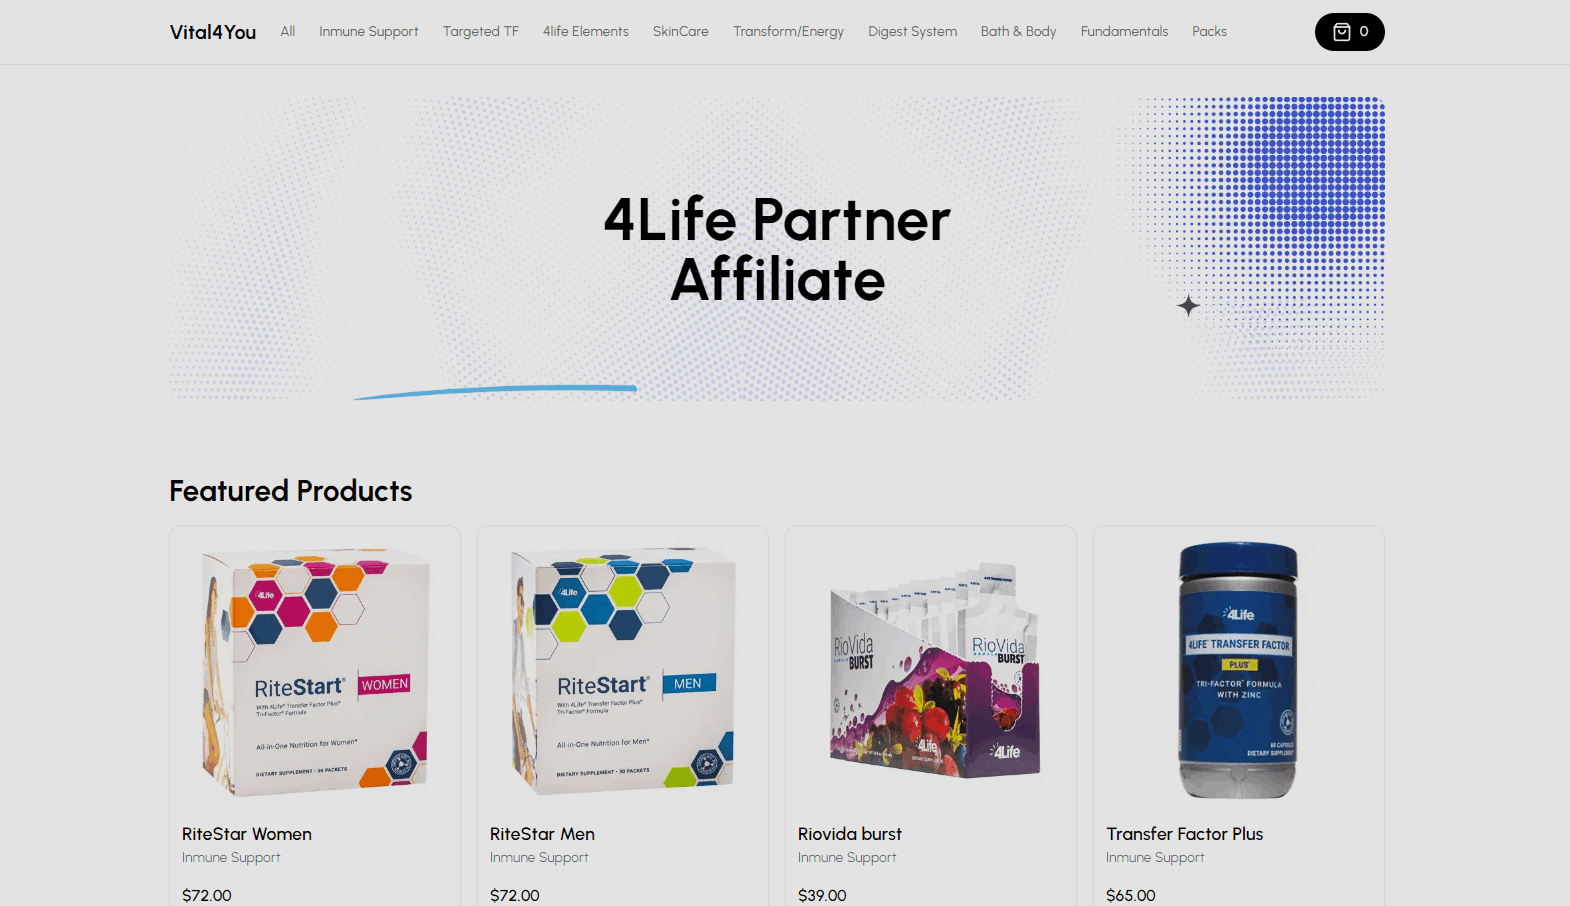 Vital4You All Inmune Support Targeted TF 4life Elements SkinCare Transform/Energy Digest System Bath & Body Fundamentals Packs 0
4Life Partner
Affiliate
Featured Products
4Life
RiteStart® WOMEN
With 4Life® Transfer Factor Plus®
Tri-Factor® Formula
All-in-One Nutrition for Women*
DIETARY SUPPLEMENT • 30 PACKETS
RiteStar Women
Inmune Support
$72.00
4Life
RiteStart® MEN
With 4Life® Transfer Factor Plus®
Tri-Factor® Formula
All-in-One Nutrition for Men*
DIETARY SUPPLEMENT • 30 PACKETS
RiteStar Men
Inmune Support
$72.00
RioVida
BURST
RioVida
BURST
4Life
4Life
Riovida burst
Inmune Support
$39.00
4Life
4LIFE® TRANSFER FACTOR
PLUS®
TRI-FACTOR® FORMULA
WITH ZINC
60 CAPSULES
DIETARY SUPPLEMENT
Transfer Factor Plus
Inmune Support
$65.00